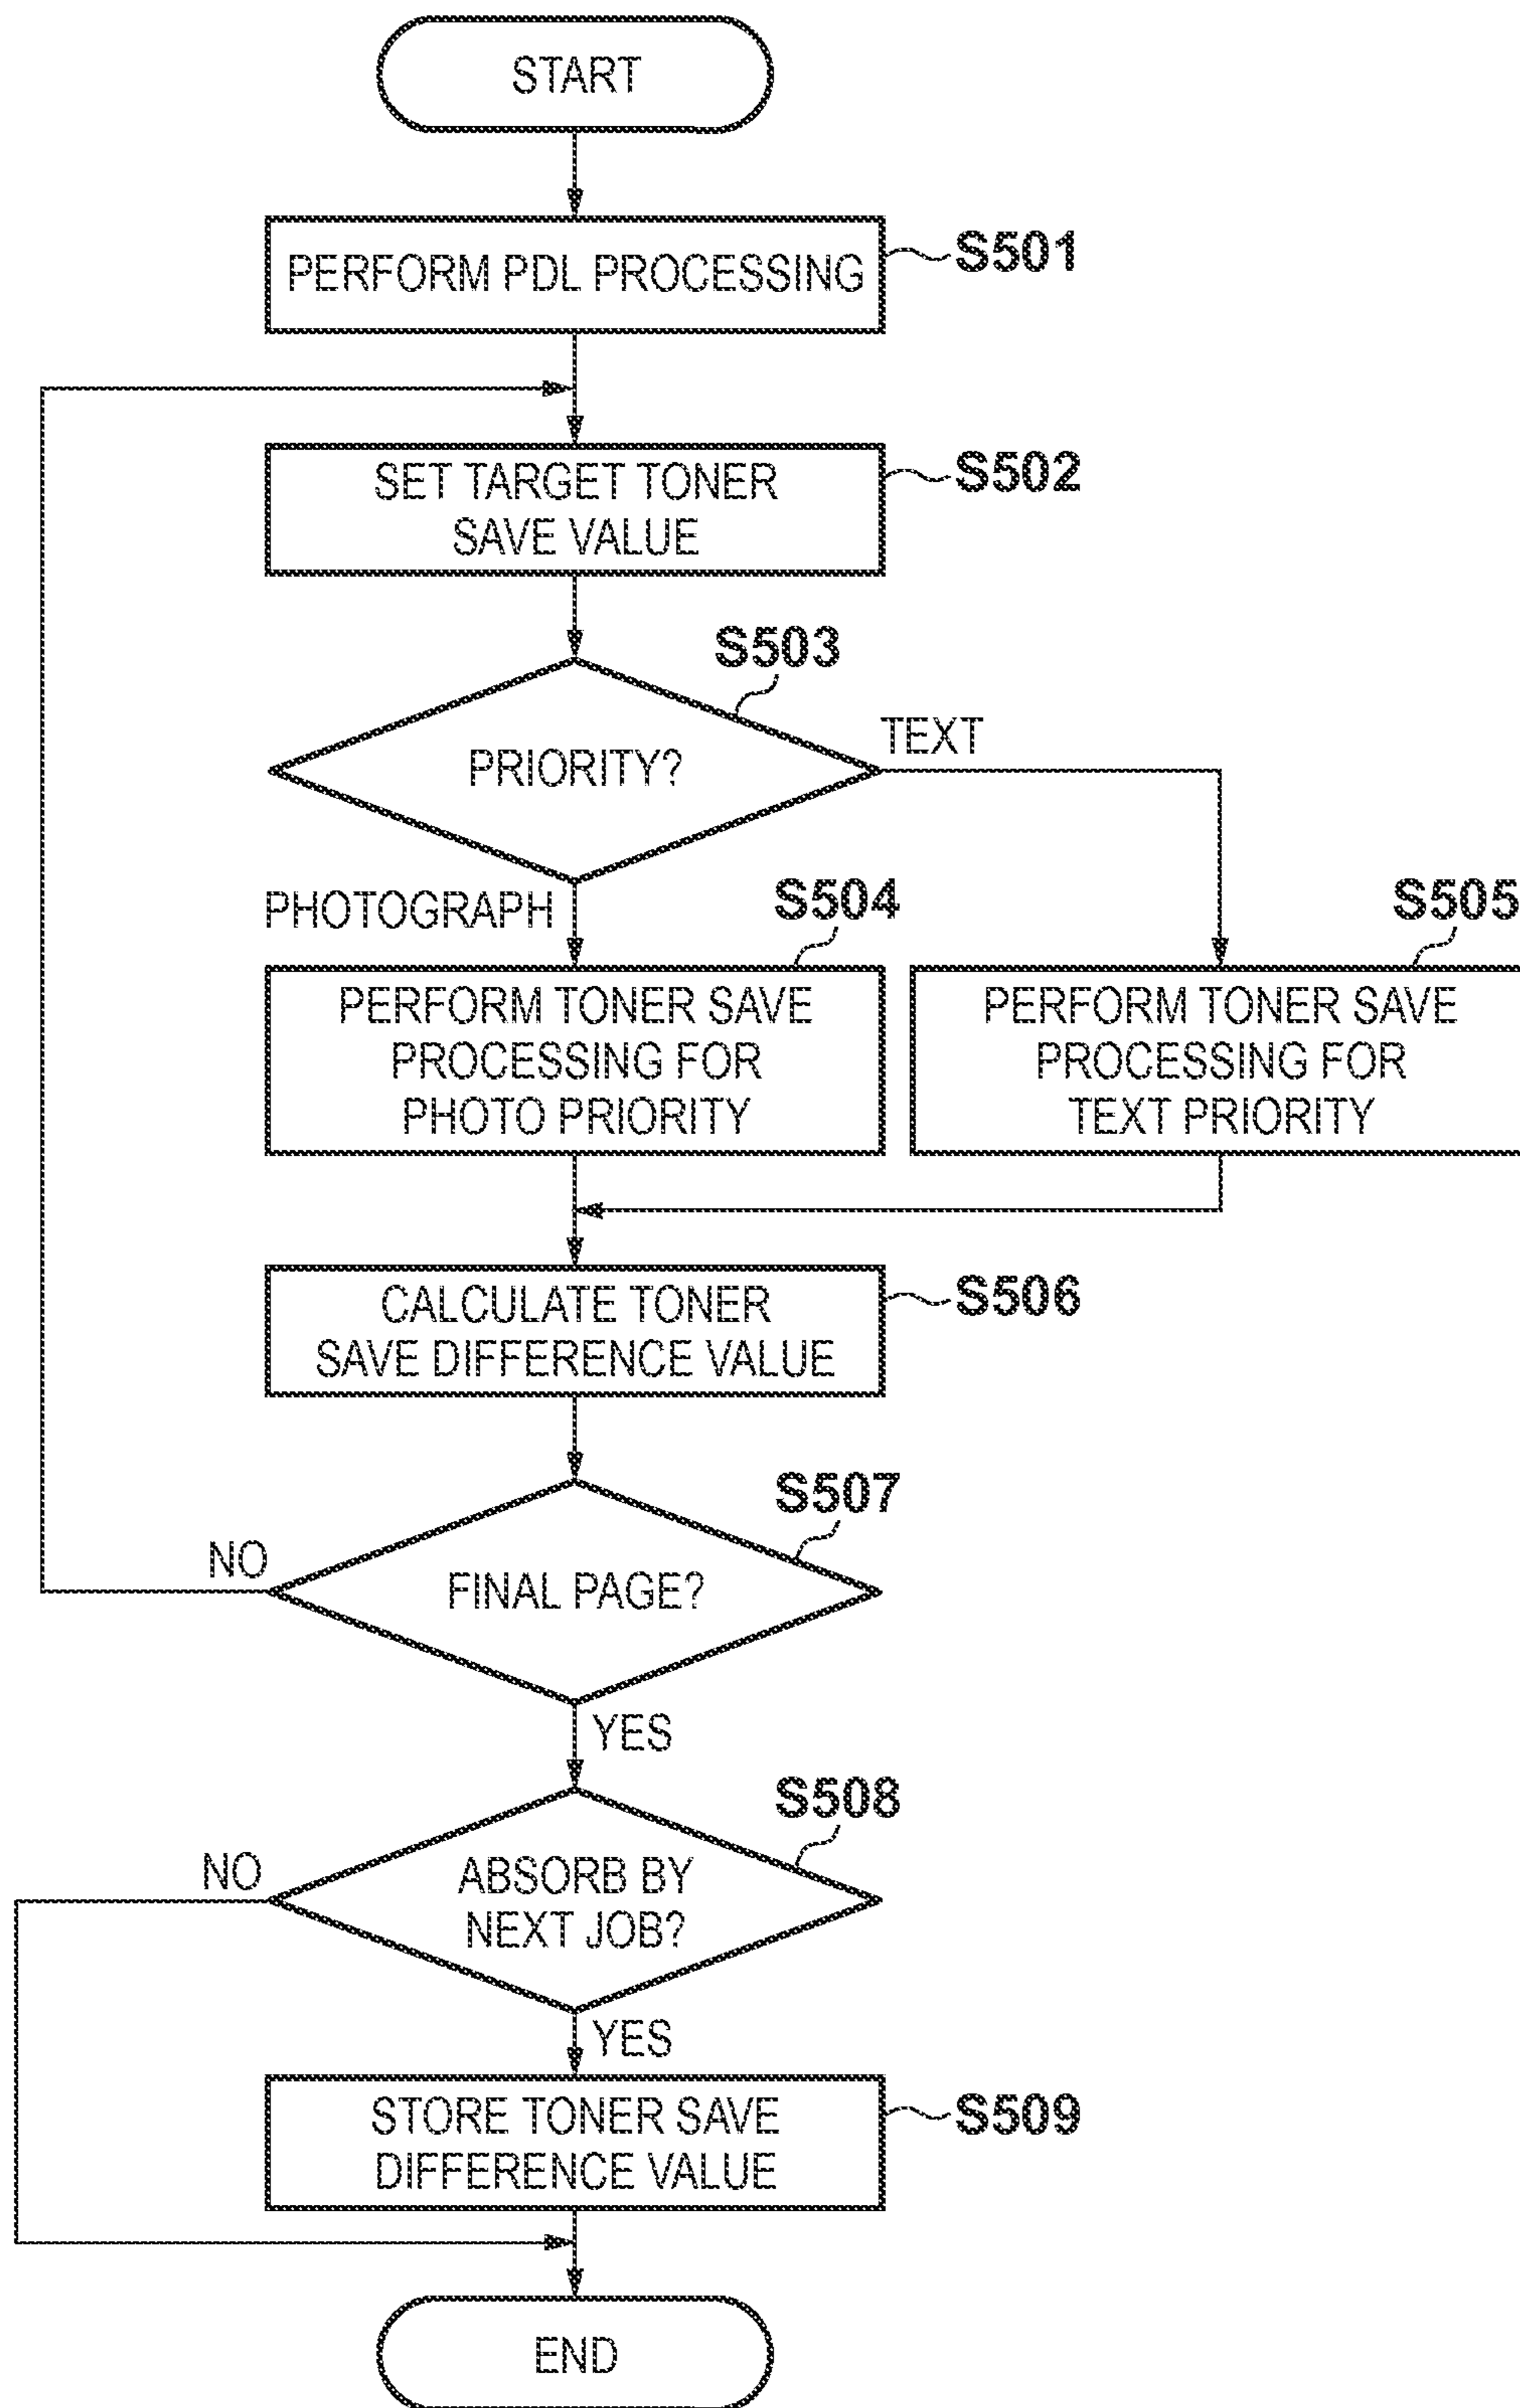 START
PERFORM PDL PROCESSING
S501
SET TARGET TONER
SAVE VALUE
S502
S503
PRIORITY?
TEXT
PHOTOGRAPH
S504
S505
PERFORM TONER SAVE
PROCESSING FOR
PHOTO PRIORITY
PERFORM TONER SAVE
PROCESSING FOR
TEXT PRIORITY
CALCULATE TONER
SAVE DIFFERENCE VALUE
S506
S507
NO
FINAL PAGE?
YES
S508
NO
ABSORB BY
NEXT JOB?
YES
STORE TONER SAVE
DIFFERENCE VALUE
S509
END